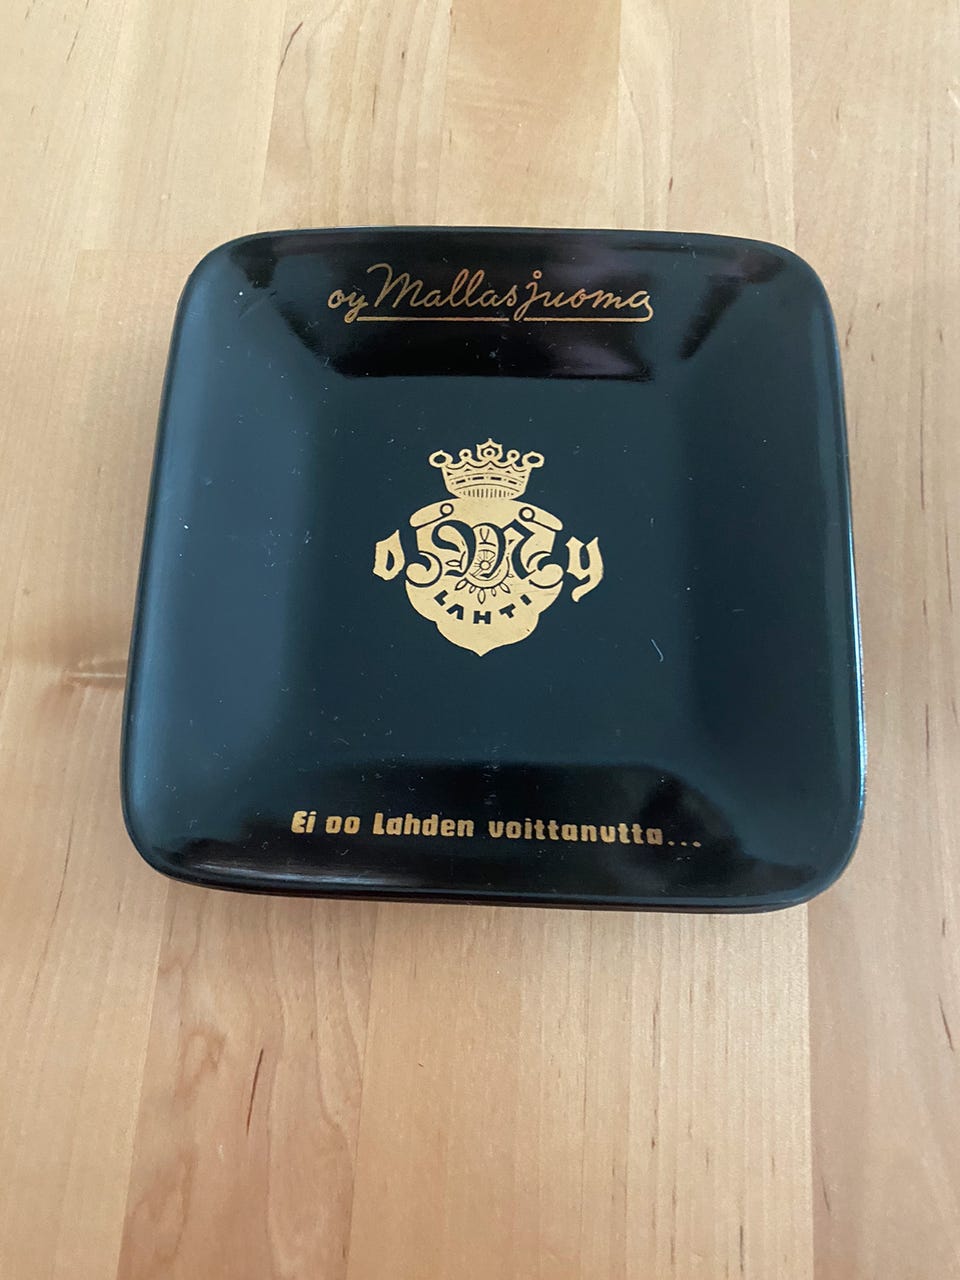 oy Mallasjuoma
O M y
LAHTI
Ei oo Lahden voittanutta...